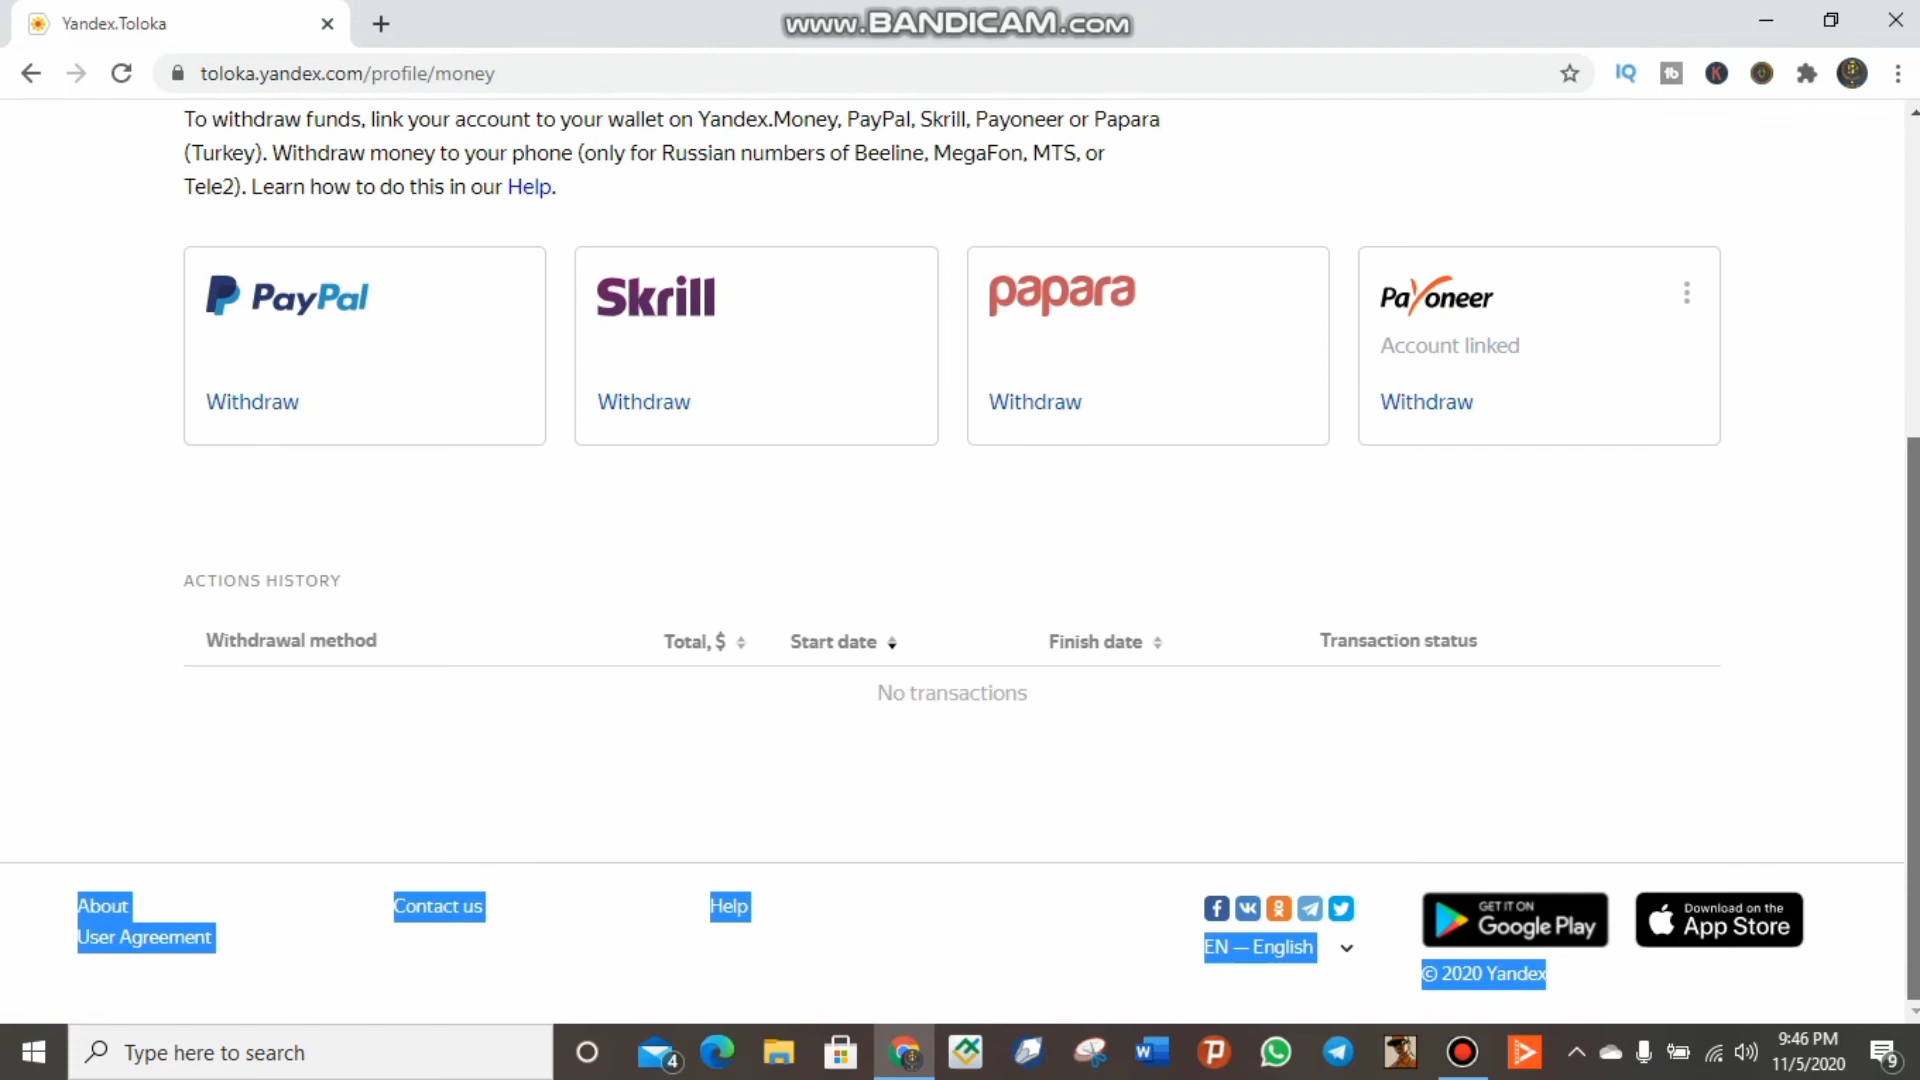 Yandex.Toloka
www.BANDICAM.com
toloka.yandex.com/profile/money
To withdraw funds, link your account to your wallet on Yandex.Money, PayPal, Skrill, Payoneer or Papara
(Turkey). Withdraw money to your phone (only for Russian numbers of Beeline, MegaFon, MTS, or
Tele2). Learn how to do this in our Help.
PayPal
Skrill
papara
Payoneer
Account linked
Withdraw
Withdraw
Withdraw
Withdraw
ACTIONS HISTORY
Withdrawal method
Total, $
Start date
Finish date
Transaction status
No transactions
About
Contact us
Help
User Agreement
EN — English
GET IT ON
Google Play
Download on the
App Store
© 2020 Yandex
Type here to search
4
9:46 PM
11/5/2020
9